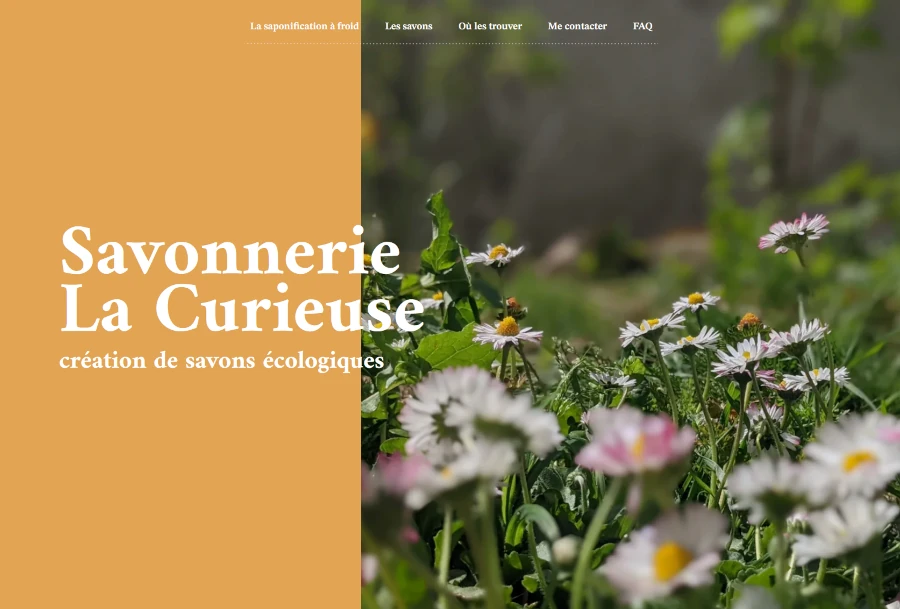 La saponification à froid Les savons Où les trouver Me contacter FAQ
Savonnerie
La Curieuse
création de savons écologiques